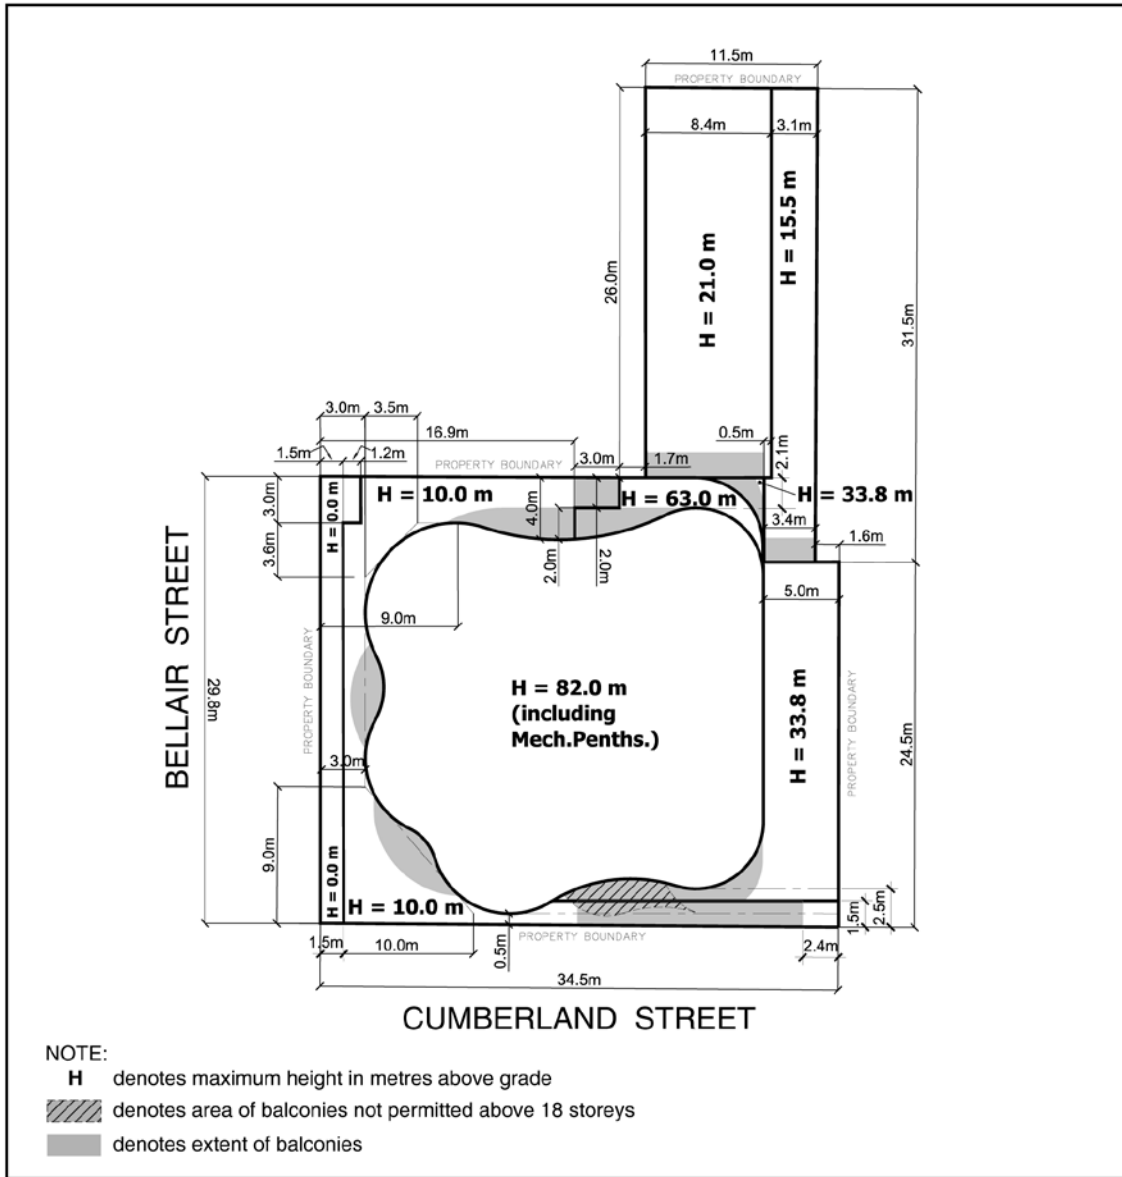 11.5m
PROPERTY BOUNDARY
8.4m
3.1m
H = 15.5 m
H = 21.0 m
26.0m
31.5m
3.0m
3.5m
16.9m
0.5m
2.1m
1.5m
1.2m
PROPERTY BOUNDARY
3.0m
1.7m
3.0m
H = 0.0 m
H = 10.0 m
4.0m
H = 63.0 m
H = 33.8 m
3.4m
1.6m
3.6m
2.0m
2.0m
5.0m
9.0m
BELLAIR STREET
29.8m
PROPERTY BOUNDARY
H = 82.0 m
(including
Mech.Penths.)
H = 33.8 m
PROPERTY BOUNDARY
24.5m
3.0m
9.0m
H = 0.0 m
H = 10.0 m
1.5m
2.5m
1.5m
10.0m
0.5m
PROPERTY BOUNDARY
2.4m
34.5m
CUMBERLAND STREET
NOTE:
H denotes maximum height in metres above grade
denotes area of balconies not permitted above 18 storeys
denotes extent of balconies